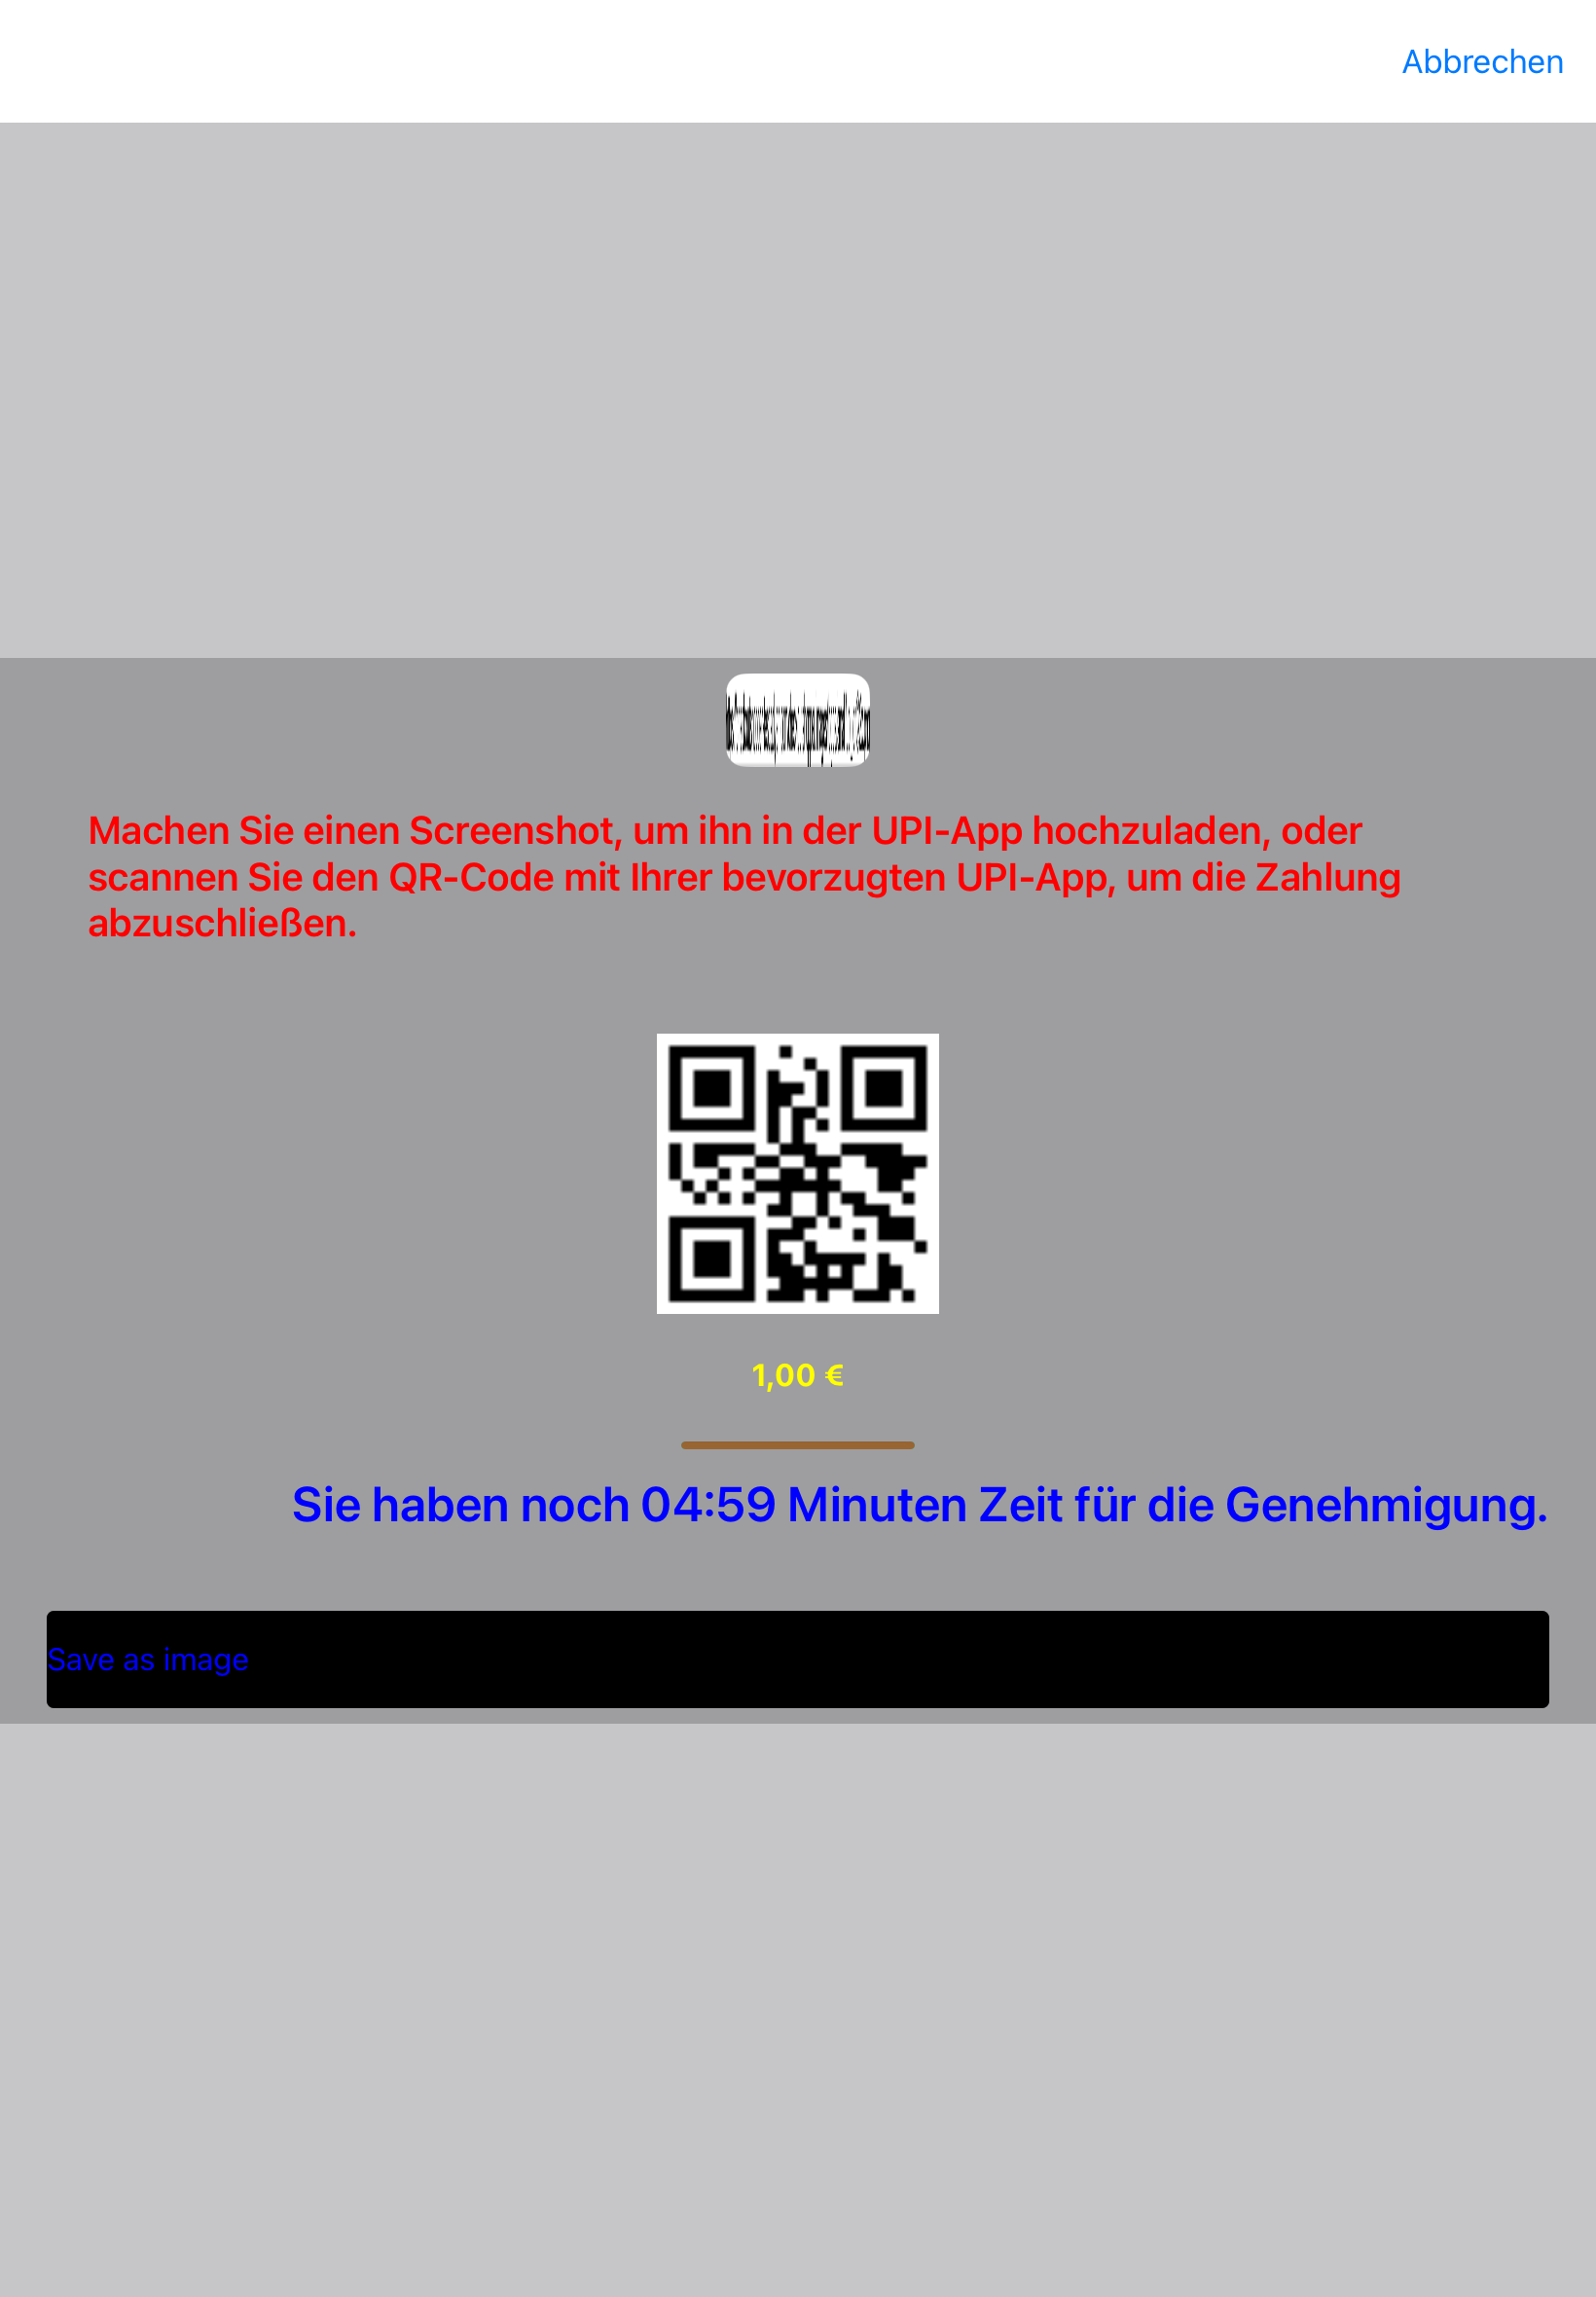 Abbrechen
Machen Sie einen Screenshot, um ihn in der UPI-App hochzuladen, oder
scannen Sie den QR-Code mit Ihrer bevorzugten UPI-App, um die Zahlung
abzuschließen.
1,00 €
Sie haben noch 04:59 Minuten Zeit für die Genehmigung.
Save as image